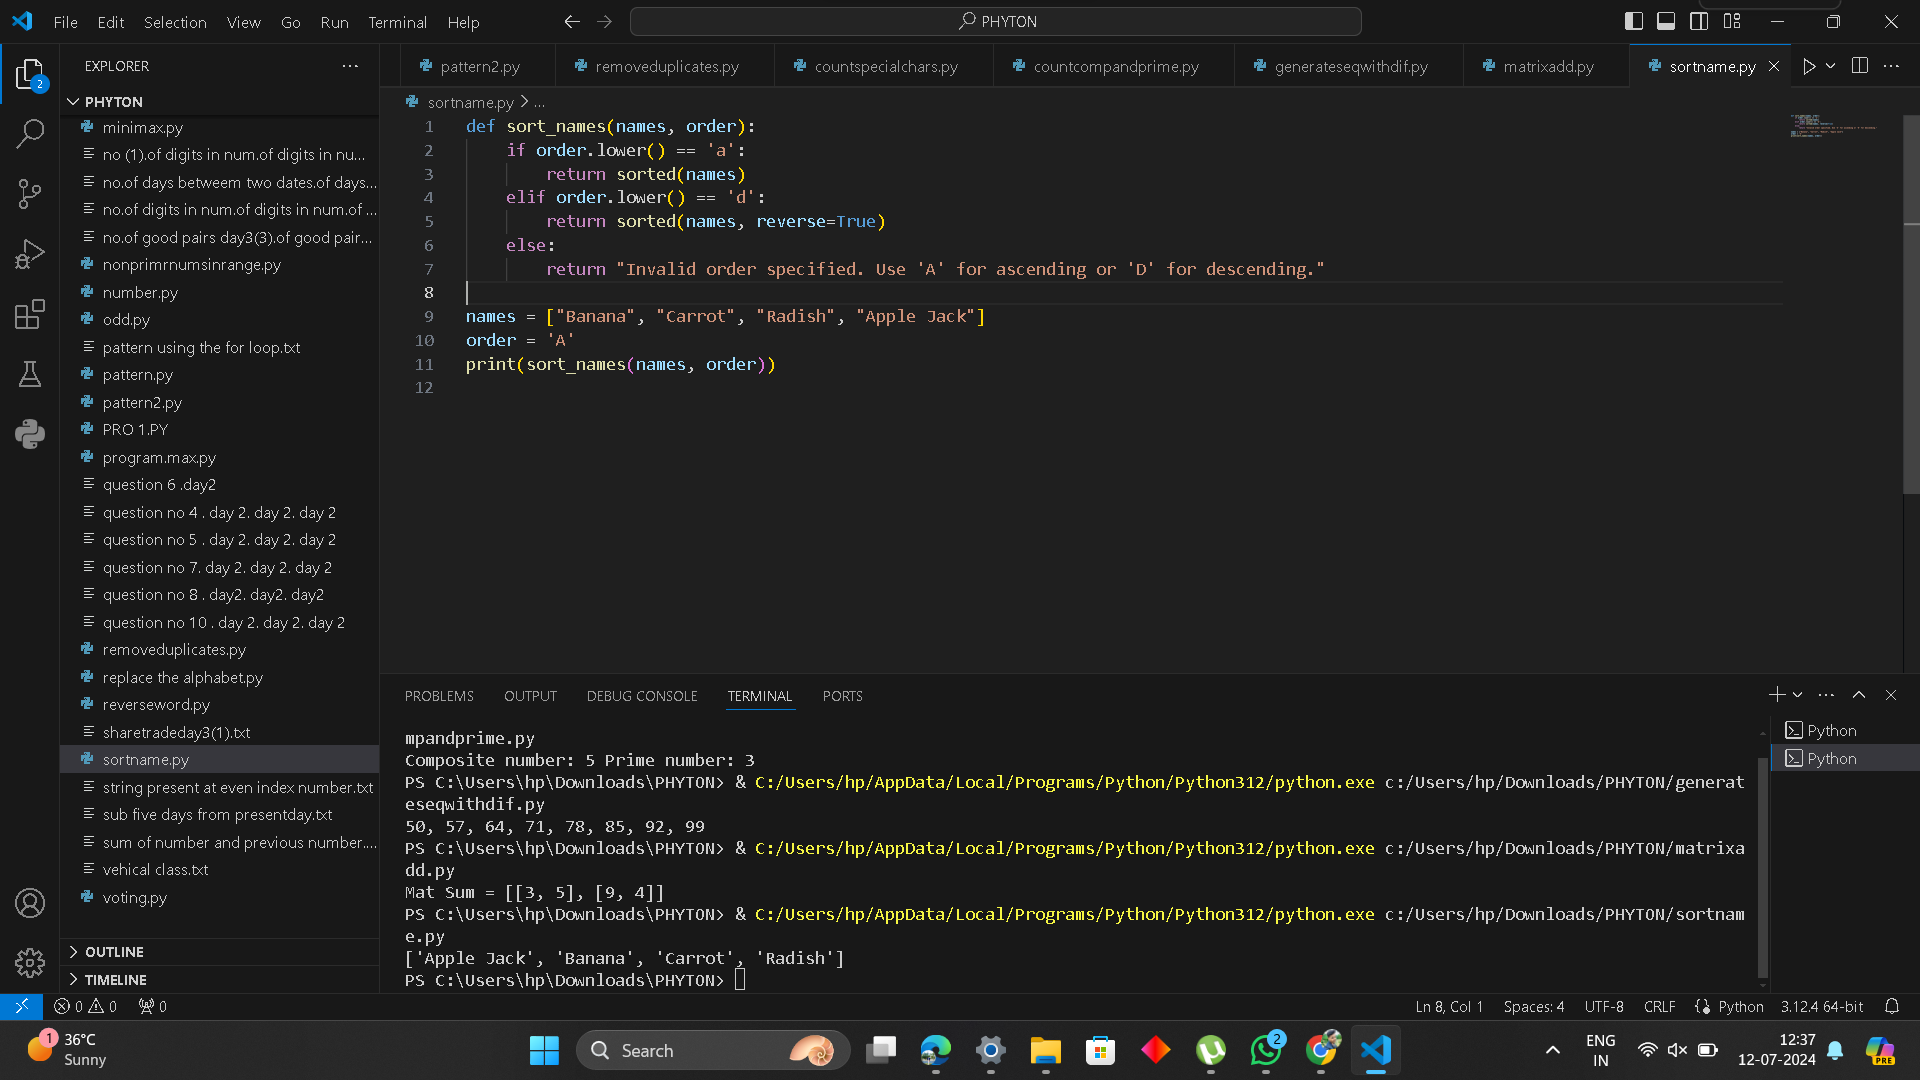 File Edit Selection View Go Run Terminal Help
PHYTON
EXPLORER
PHYTON
minimax.py
no (1).of digits in num.of digits in nu...
no.of days betweem two dates.of days...
no.of digits in num.of digits in num.of ...
no.of good pairs day3(3).of good pair...
nonprimrnumsinrange.py
number.py
odd.py
pattern using the for loop.txt
pattern.py
pattern2.py
PRO 1.PY
program.max.py
question 6 .day2
question no 4 . day 2. day 2. day 2
question no 5 . day 2. day 2. day 2
question no 7. day 2. day 2. day 2
question no 8 . day2. day2. day2
question no 10 . day 2. day 2. day 2
removeduplicates.py
replace the alphabet.py
reverseword.py
sharetradeday3(1).txt
sortname.py
string present at even index number.txt
sub five days from presentday.txt
sum of number and previous number....
vehical class.txt
voting.py
OUTLINE
TIMELINE
2
pattern2.py removeduplicates.py countspecialchars.py countcompandprime.py generateseqwithdif.py matrixadd.py sortname.py
sortname.py > ...
1 def sort_names(names, order):
2 if order.lower() == 'a':
3 return sorted(names)
4 elif order.lower() == 'd':
5 return sorted(names, reverse=True)
6 else:
7 return "Invalid order specified. Use 'A' for ascending or 'D' for descending."
8
9 names = ["Banana", "Carrot", "Radish", "Apple Jack"]
10 order = 'A'
11 print(sort_names(names, order))
12
PROBLEMS OUTPUT DEBUG CONSOLE TERMINAL PORTS
mpandprime.py
Composite number: 5 Prime number: 3
PS C:\Users\hp\Downloads\PHYTON> & C:/Users/hp/AppData/Local/Programs/Python/Python312/python.exe c:/Users/hp/Downloads/PHYTON/generat
eseqwithdif.py
50, 57, 64, 71, 78, 85, 92, 99
PS C:\Users\hp\Downloads\PHYTON> & C:/Users/hp/AppData/Local/Programs/Python/Python312/python.exe c:/Users/hp/Downloads/PHYTON/matrixa
dd.py
Mat Sum = [[3, 5], [9, 4]]
PS C:\Users\hp\Downloads\PHYTON> & C:/Users/hp/AppData/Local/Programs/Python/Python312/python.exe c:/Users/hp/Downloads/PHYTON/sortnam
e.py
['Apple Jack', 'Banana', 'Carrot', 'Radish']
PS C:\Users\hp\Downloads\PHYTON>
Python
Python
0 0 0
Ln 8, Col 1 Spaces: 4 UTF-8 CRLF Python 3.12.4 64-bit
1
36°C
Sunny
Search
2
ENG
IN
12:37
12-07-2024
PRE